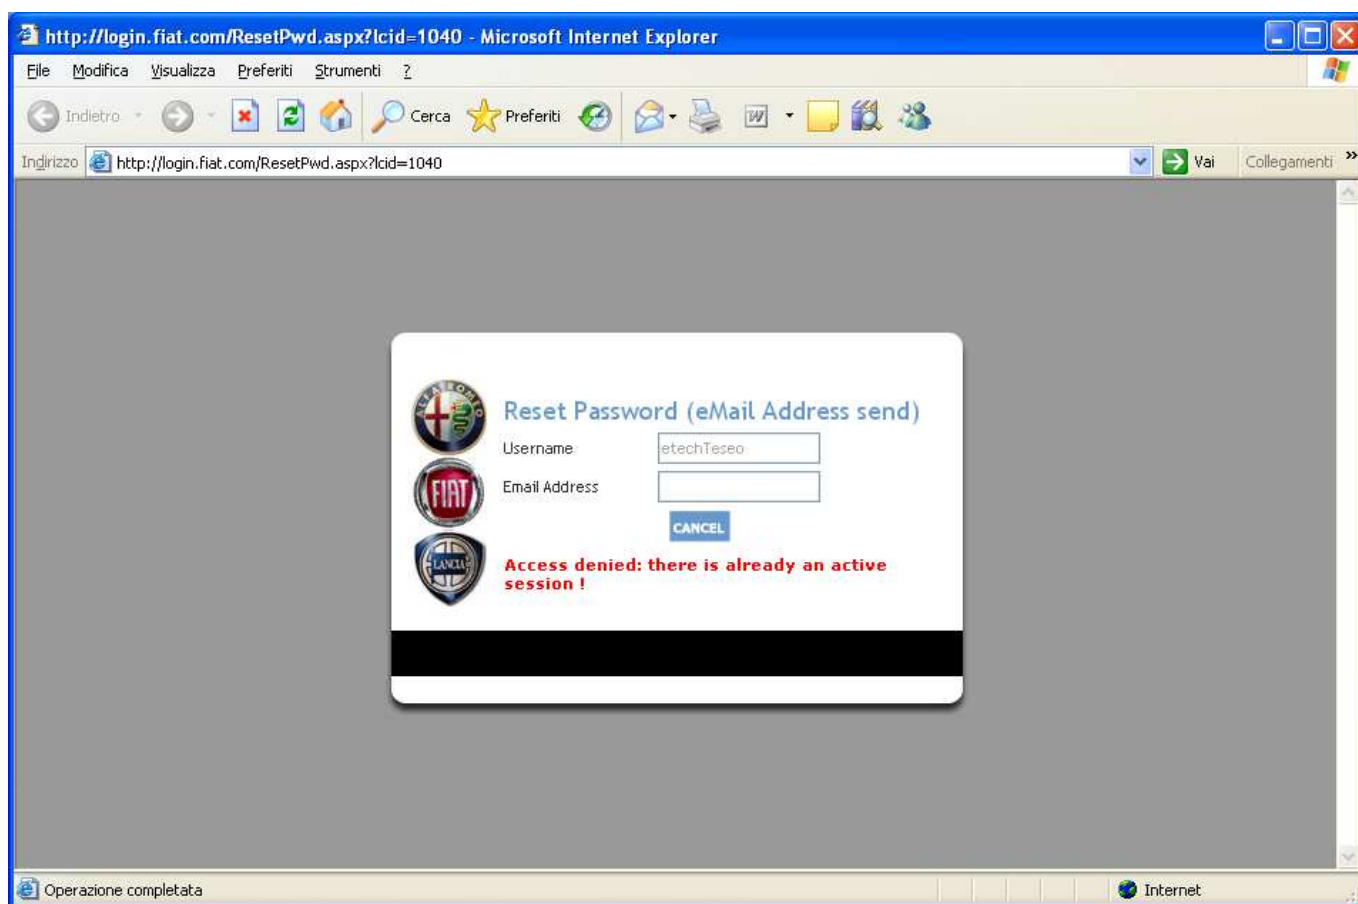 http://login.fiat.com/ResetPwd.aspx?lcid=1040 - Microsoft Internet Explorer
File Modifica Visualizza Preferiti Strumenti ?
Indietro Cerca Preferiti
Indirizzo http://login.fiat.com/ResetPwd.aspx?lcid=1040 Vai Collegamenti »
ALFA ROMEO
Reset Password (eMail Address send)
Username etechTeseo
FIAT
Email Address
CANCEL
LANCIA
Access denied: there is already an active
session !
Operazione completata Internet